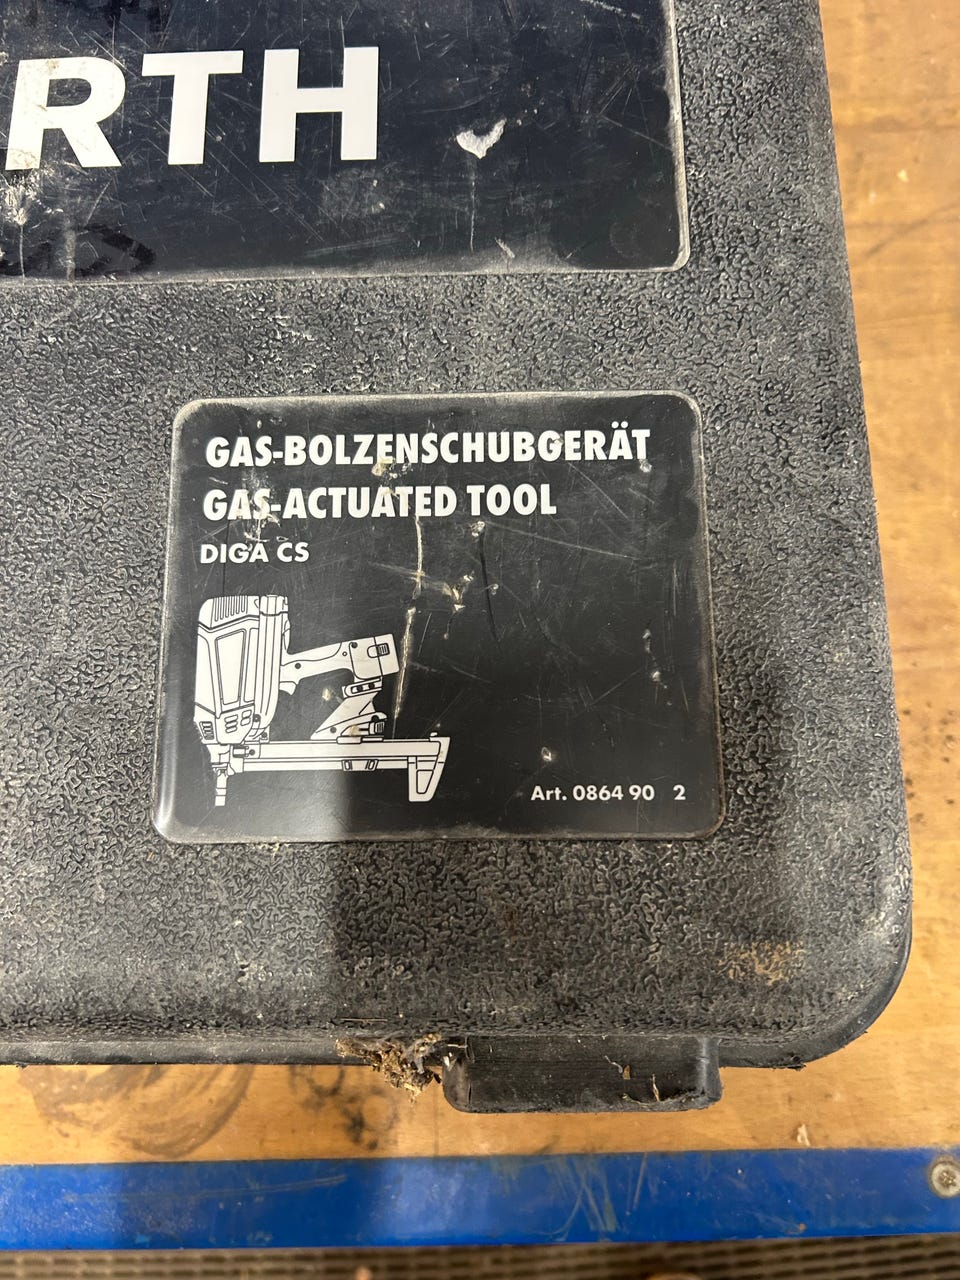 RTH
GAS-BOLZENSCHUBGERÄT
GAS-ACTUATED TOOL
DIGA CS
Art. 0864 90 2